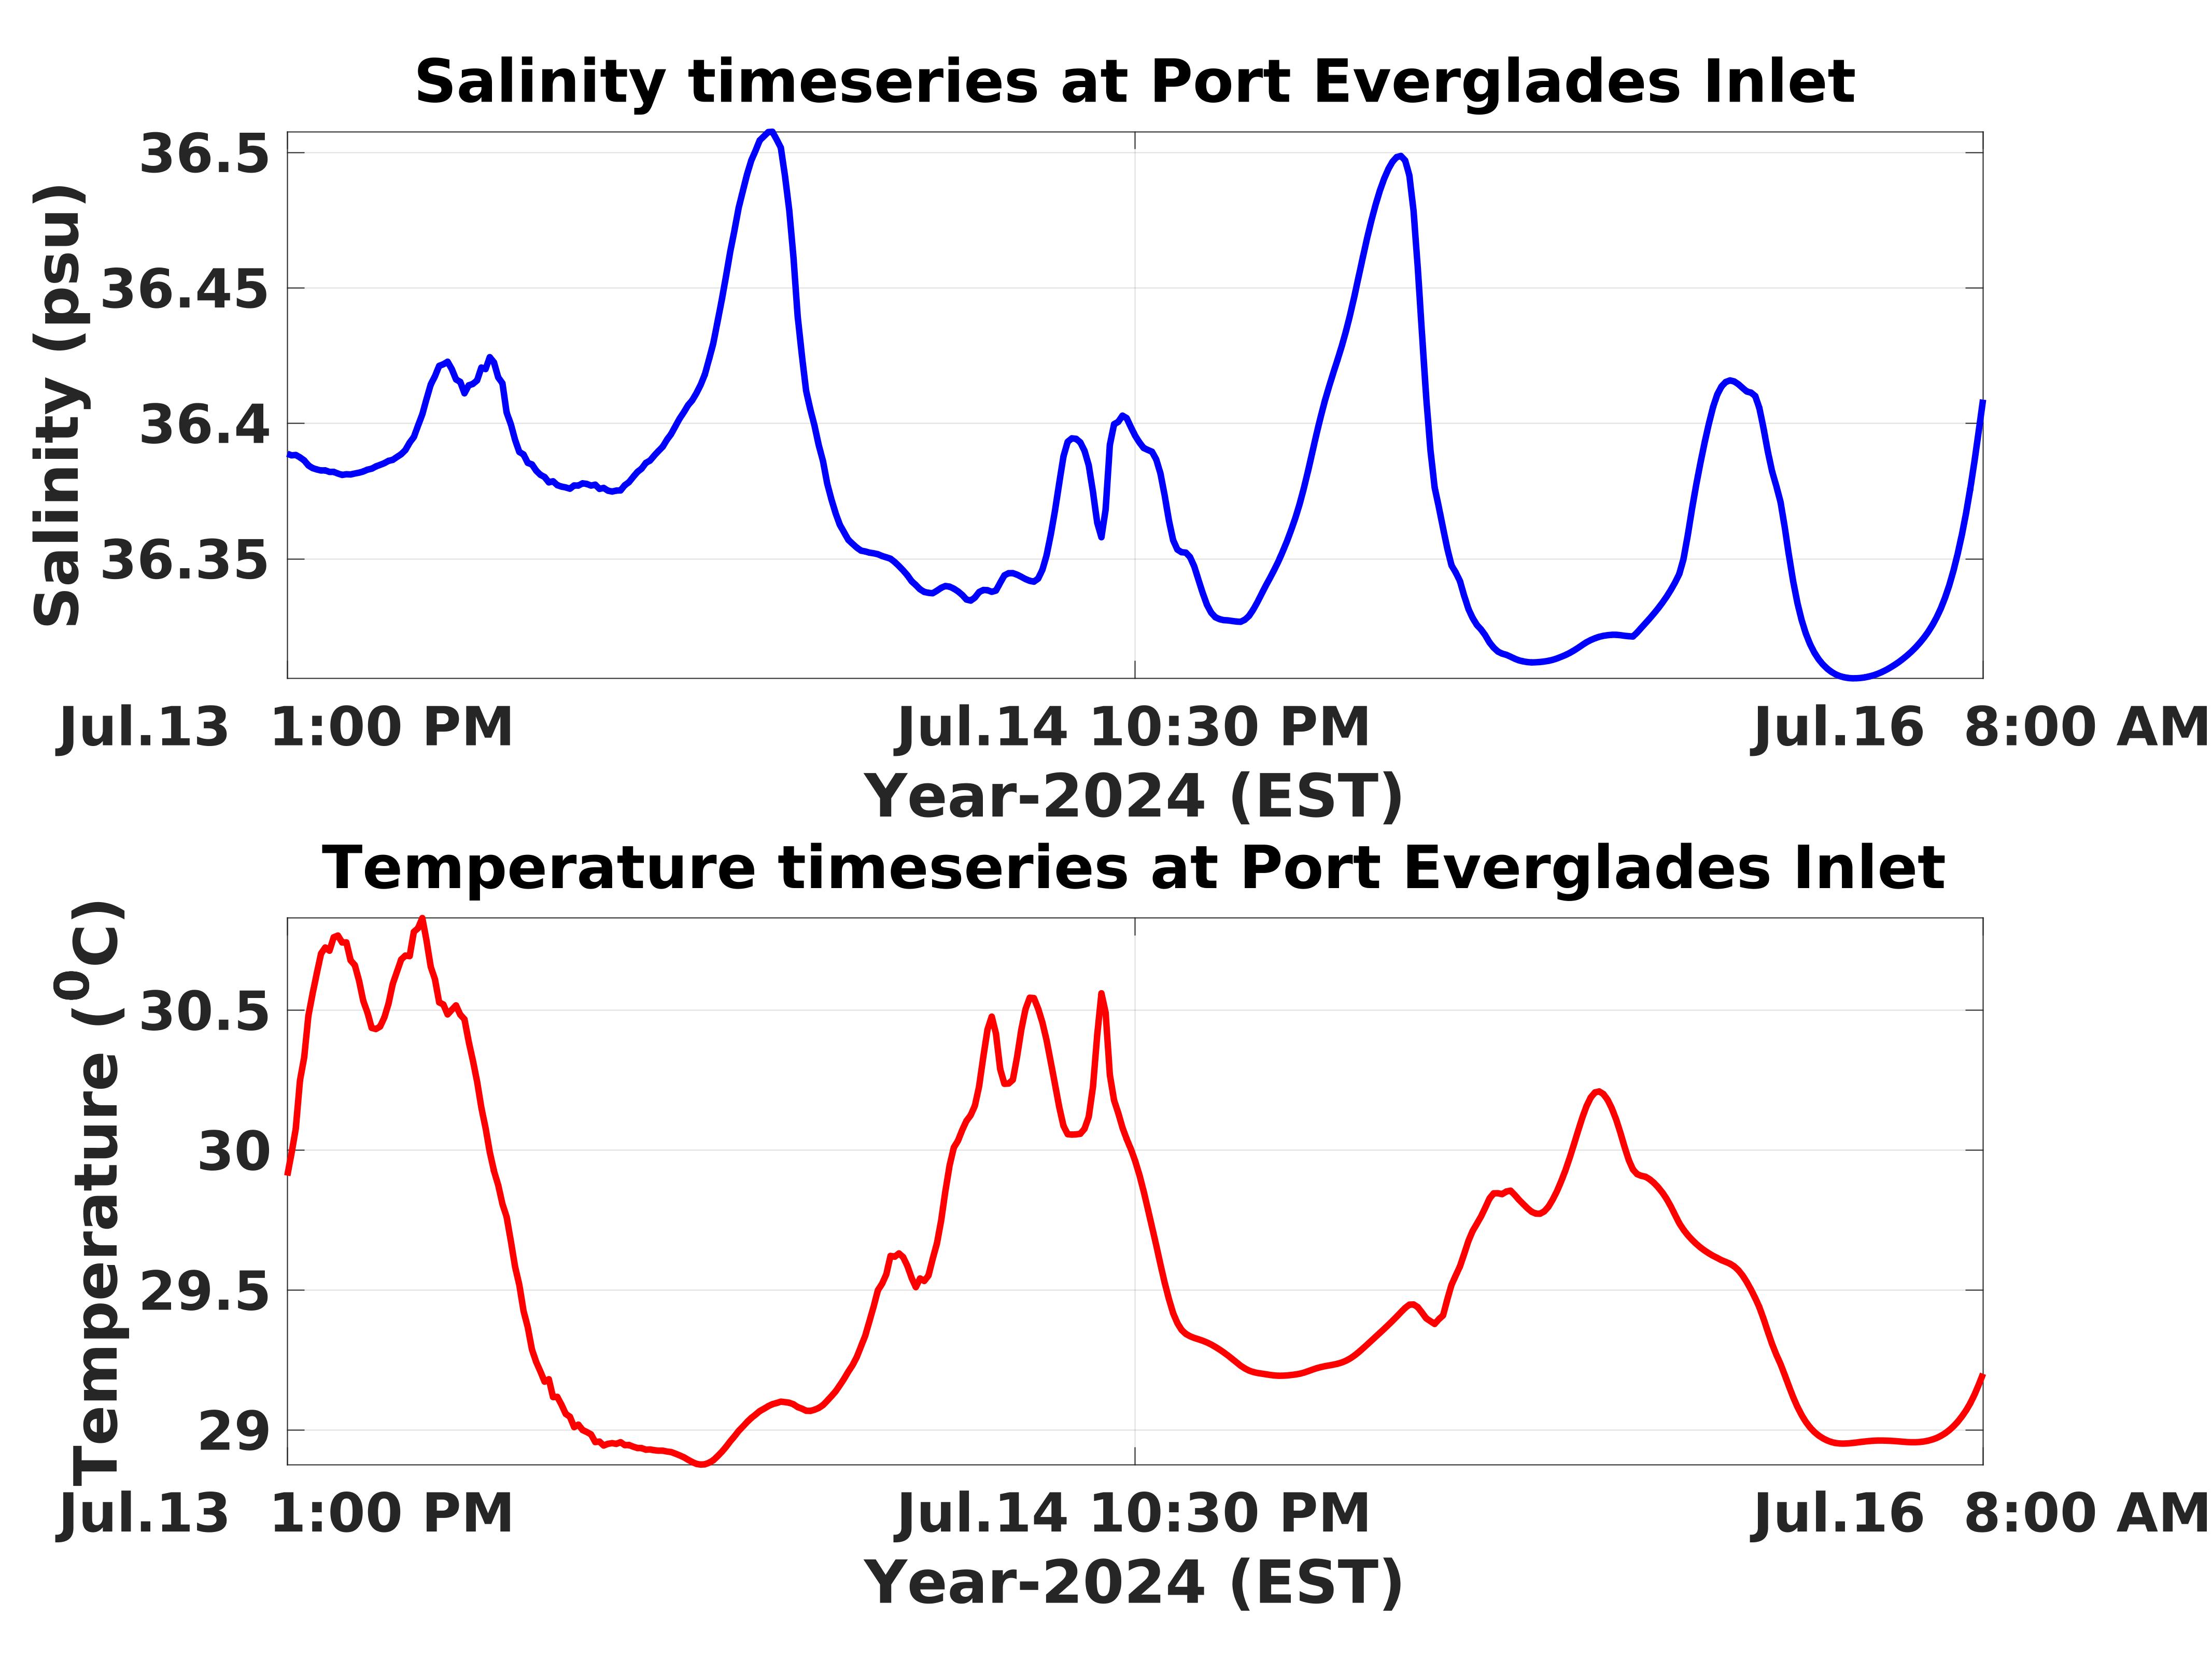 Salinity timeseries at Port Everglades Inlet
Salinity (psu)
36.5
36.45
36.4
36.35
Jul.13  1:00 PM
Jul.14 10:30 PM
Jul.16  8:00 AM
Year-2024 (EST)
Temperature timeseries at Port Everglades Inlet
Temperature (⁰C)
30.5
30
29.5
29
Jul.13  1:00 PM
Jul.14 10:30 PM
Jul.16  8:00 AM
Year-2024 (EST)